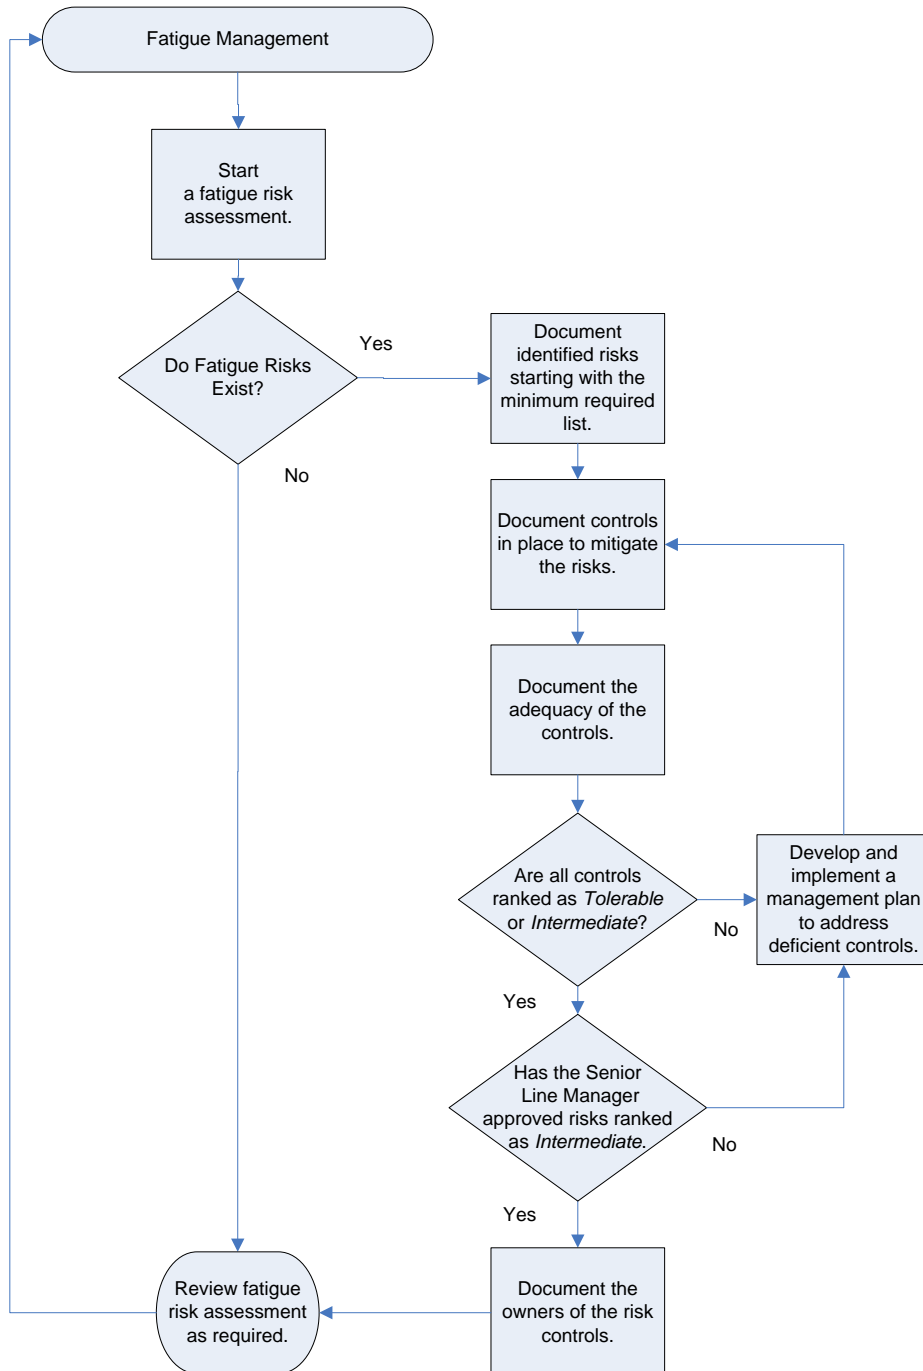 Fatigue Management
Start
a fatigue risk
assessment.
Do Fatigue Risks
Exist?
Yes
No
Document
identified risks
starting with the
minimum required
list.
Document controls
in place to mitigate
the risks.
Document the
adequacy of the
controls.
Are all controls
ranked as Tolerable
or Intermediate?
No
Yes
Develop and
implement a
management plan
to address
deficient controls.
Has the Senior
Line Manager
approved risks ranked
as Intermediate.
No
Yes
Document the
owners of the risk
controls.
Review fatigue
risk assessment
as required.